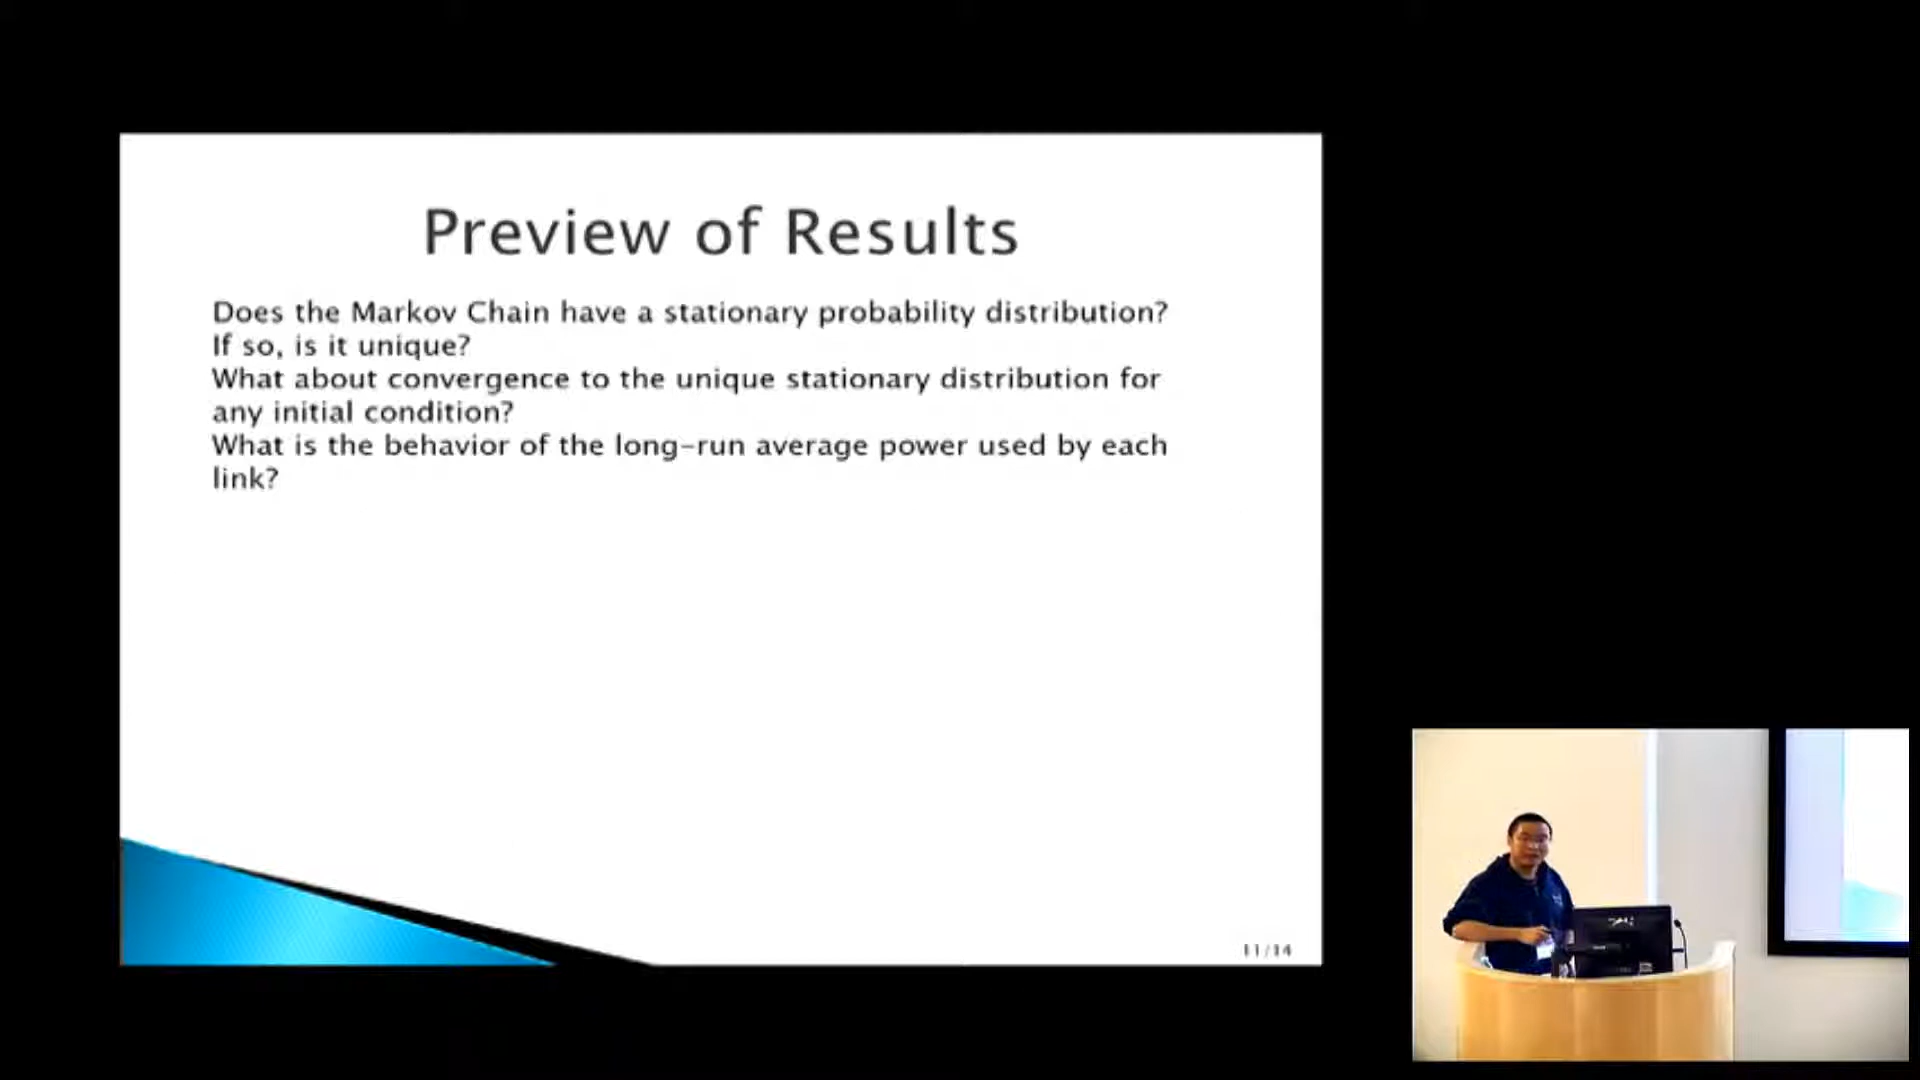 Preview of Results
Does the Markov Chain have a stationary probability distribution?
If so, is it unique?
What about convergence to the unique stationary distribution for
any initial condition?
What is the behavior of the long-run average power used by each
link?
11/14